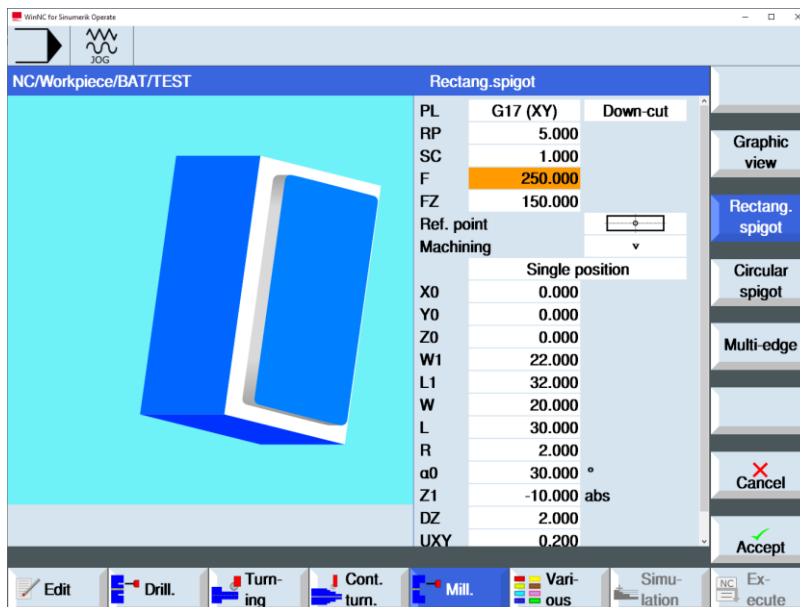 WinNC for Sinumerik Operate
JOG
NC/Workpiece/BAT/TEST
Rectang.spigot
PL G17 (XY) Down-cut
RP 5.000
SC 1.000
F 250.000
FZ 150.000
Ref. point
Machining ∨
Single position
X0 0.000
Y0 0.000
Z0 0.000
W1 22.000
L1 32.000
W 20.000
L 30.000
R 2.000
α0 30.000 °
Z1 -10.000 abs
DZ 2.000
UXY 0.200
Graphic
view
Rectang.
spigot
Circular
spigot
Multi-edge
Cancel
Accept
Edit
Drill.
Turn-
ing
Cont.
turn.
Mill.
Vari-
ous
Simu-
lation
NC
Ex-
ecute